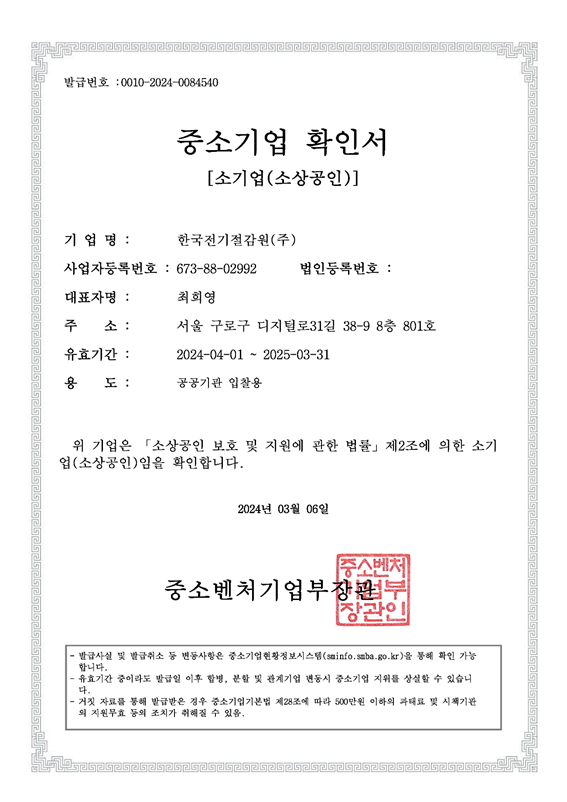 발급번호 :0010-2024-0084540
중소기업 확인서
[소기업(소상공인)]
기 업 명 : 한국전기절감원(주)
사업자등록번호 : 673-88-02992 법인등록번호 :
대표자명 : 최희영
주 소 : 서울 구로구 디지털로31길 38-9 8층 801호
유효기간 : 2024-04-01 ~ 2025-03-31
용 도 : 공공기관 입찰용
위 기업은 「소상공인 보호 및 지원에 관한 법률」제2조에 의한 소기
업(소상공인)임을 확인합니다.
2024년 03월 06일
중소벤처기업부장관
중소벤처
기업부
장관인
- 발급사실 및 발급취소 등 변동사항은 중소기업현황정보시스템(sminfo.smba.go.kr)을 통해 확인 가능
합니다.
- 유효기간 중이라도 발급일 이후 합병, 분할 및 관계기업 변동시 중소기업 지위를 상실할 수 있습니
다.
- 거짓 자료를 통해 발급받은 경우 중소기업기본법 제28조에 따라 500만원 이하의 과태료 및 시책기관
의 지원무효 등의 조치가 취해질 수 있음.